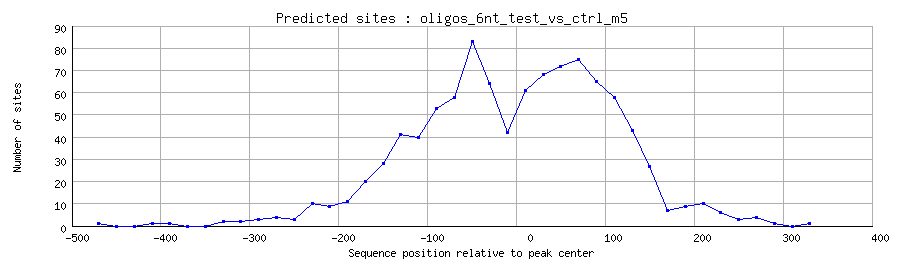 Predicted sites : oligos_6nt_test_vs_ctrl_m5
90
80
70
60
50
40
30
20
10
0
Number of sites
-500 -400 -300 -200 -100 0 100 200 300 400
Sequence position relative to peak center